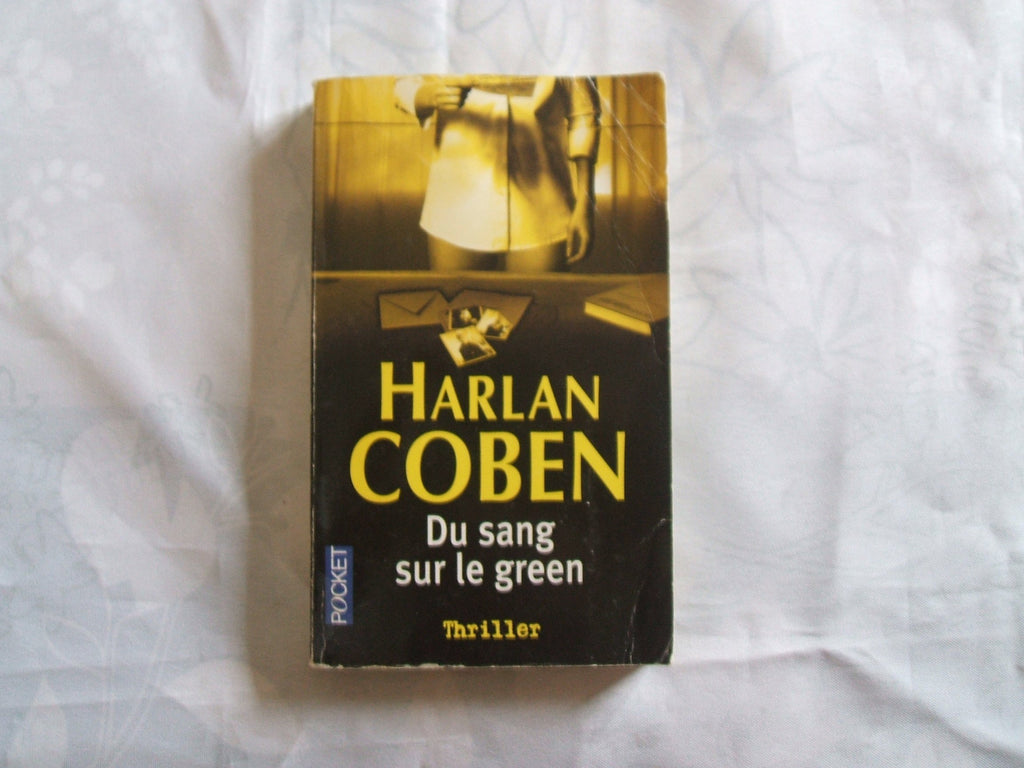 HARLAN
COBEN
Du sang
sur le green
POCKET
Thriller